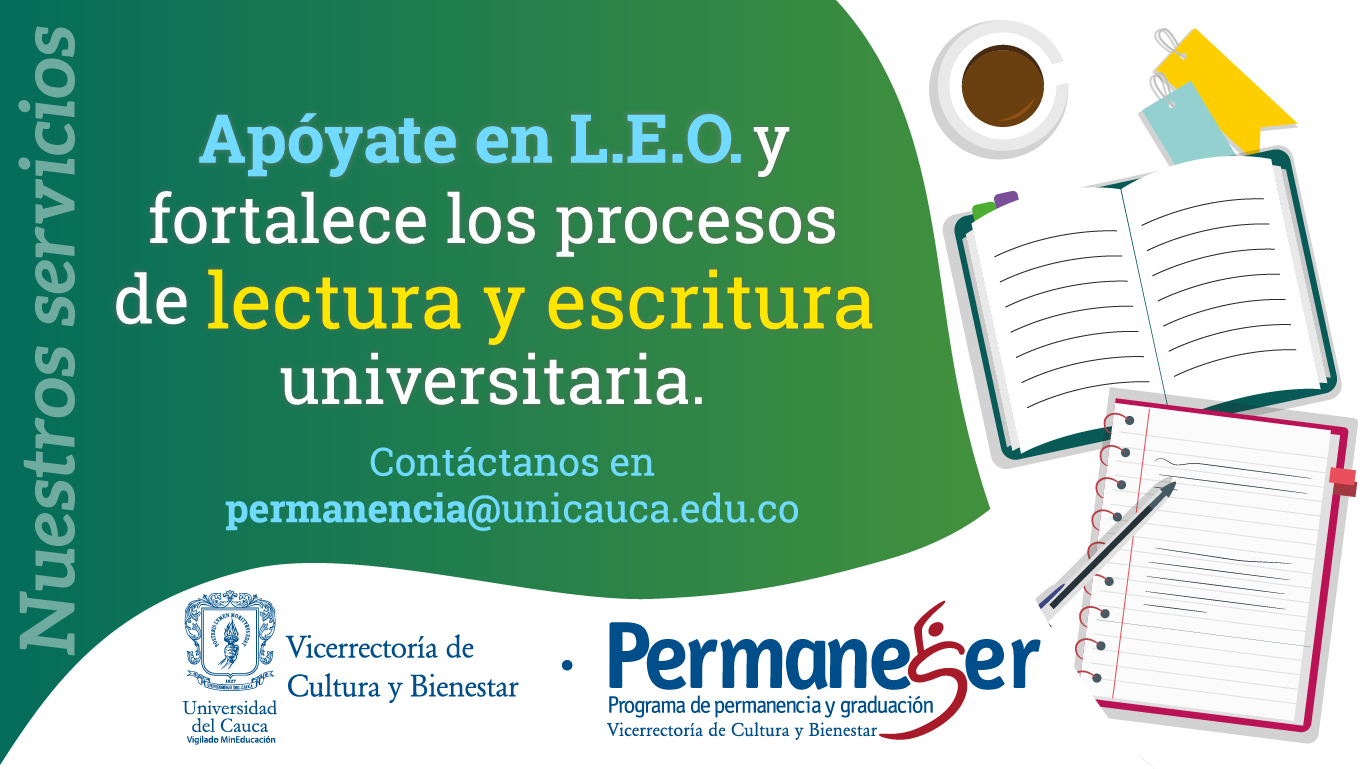 Nuestros servicios
Apóyate en L.E.O. y
fortalece los procesos
de lectura y escritura
universitaria.
Contáctanos en
permanencia@unicauca.edu.co
Universidad
del Cauca
Vigilado MinEducación
Vicerrectoría de
Cultura y Bienestar
PermaneSer
Programa de permanencia y graduación
Vicerrectoría de Cultura y Bienestar